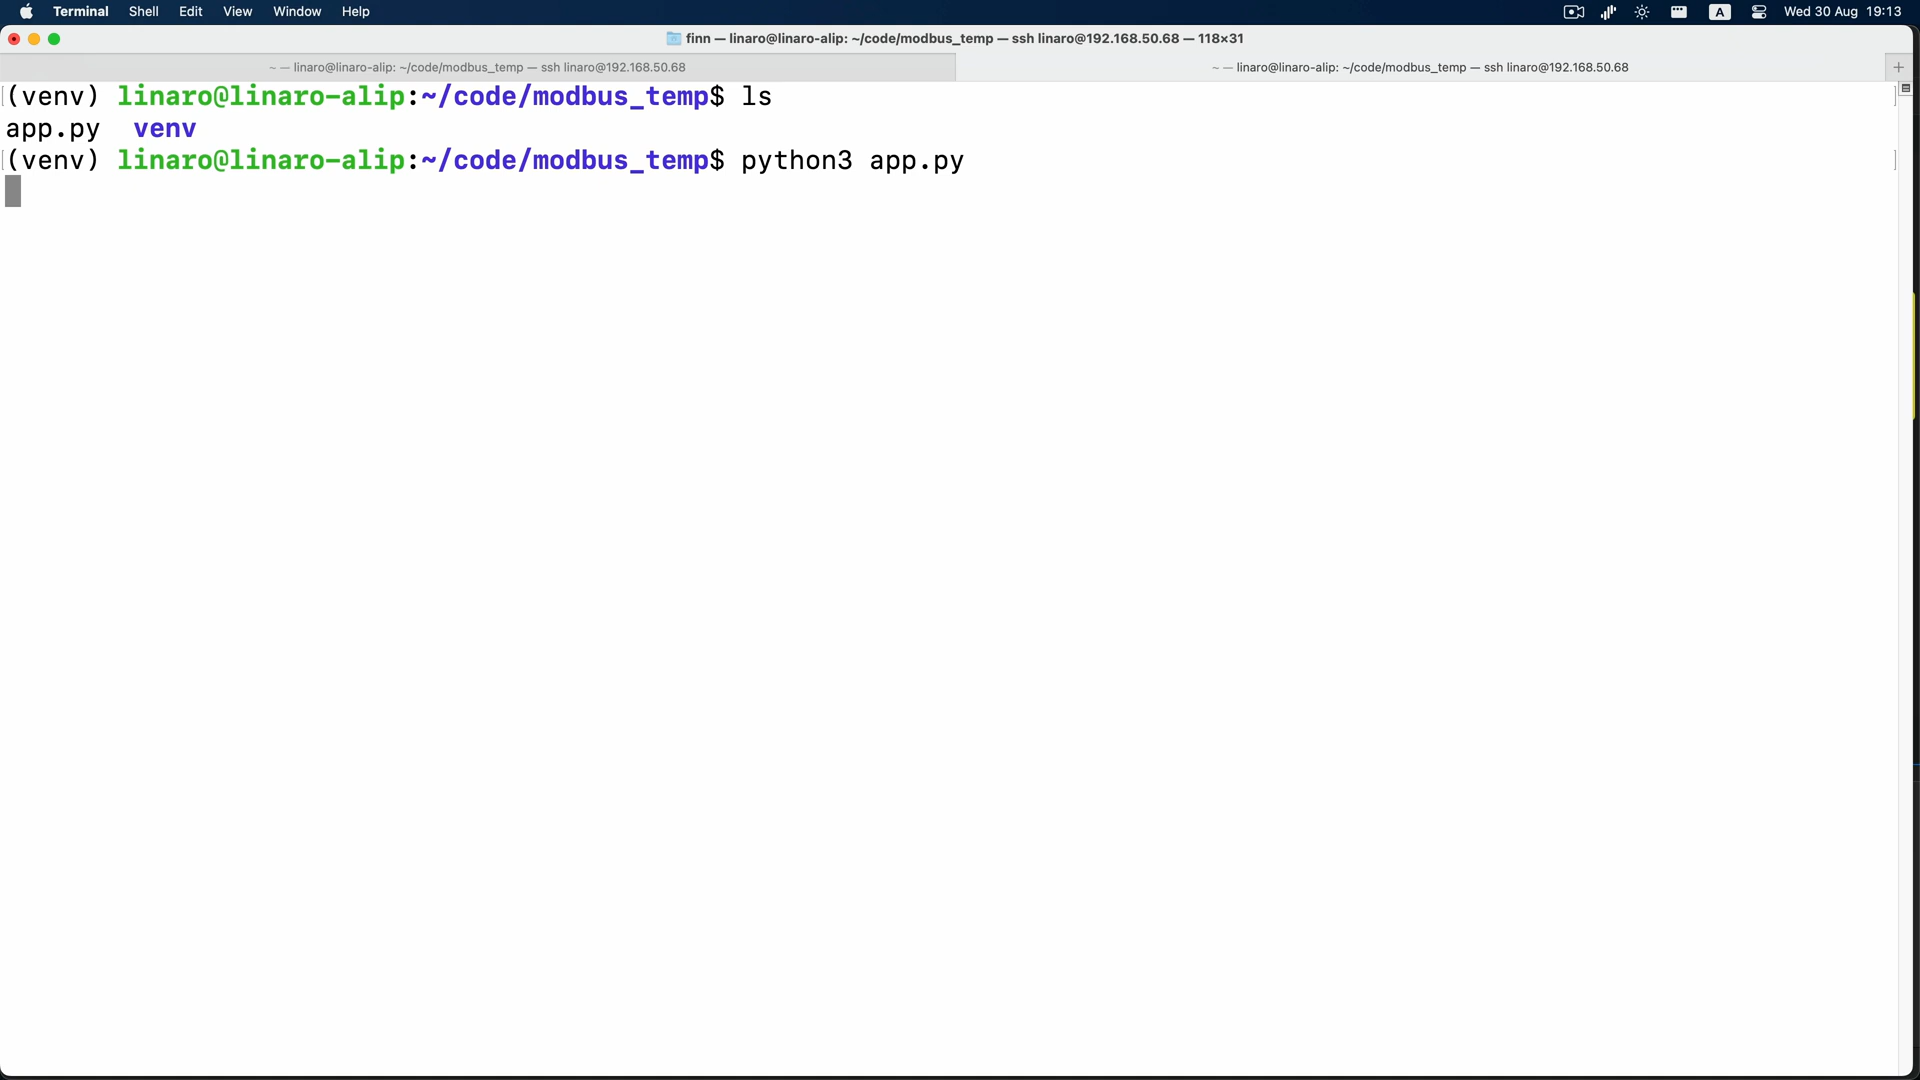 Terminal Shell Edit View Window Help A Wed 30 Aug 19:13
finn — linaro@linaro-alip: ~/code/modbus_temp — ssh linaro@192.168.50.68 — 118×31
~ — linaro@linaro-alip: ~/code/modbus_temp — ssh linaro@192.168.50.68 ~ — linaro@linaro-alip: ~/code/modbus_temp — ssh linaro@192.168.50.68 +
(venv) linaro@linaro-alip:~/code/modbus_temp$ ls
app.py venv
(venv) linaro@linaro-alip:~/code/modbus_temp$ python3 app.py